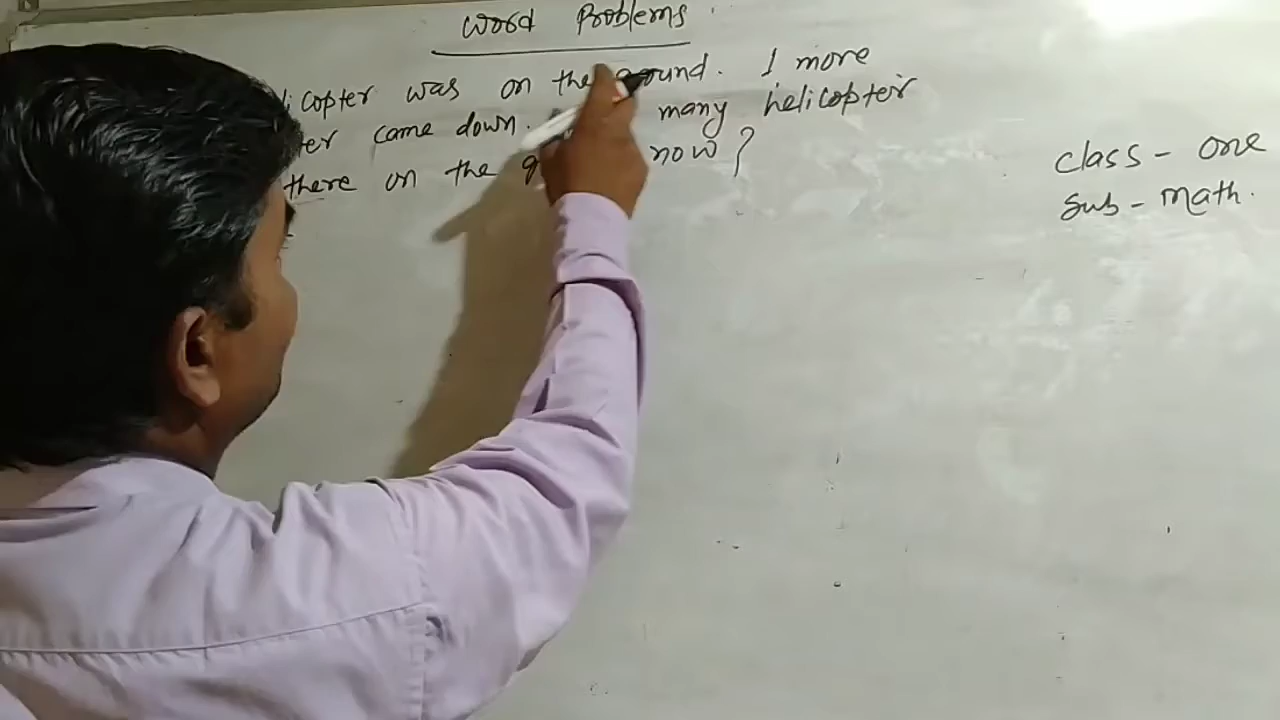 Word Problems
licopter was on the ground. 1 more
ter came down. many helicopter
there on the now?
class - one
Sub - Math.